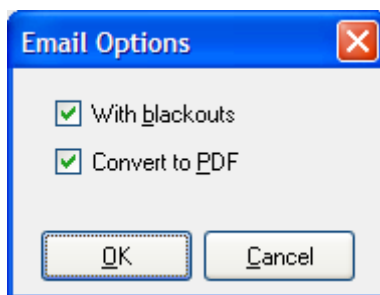 Email Options
With blackouts
Convert to PDF
OK
Cancel